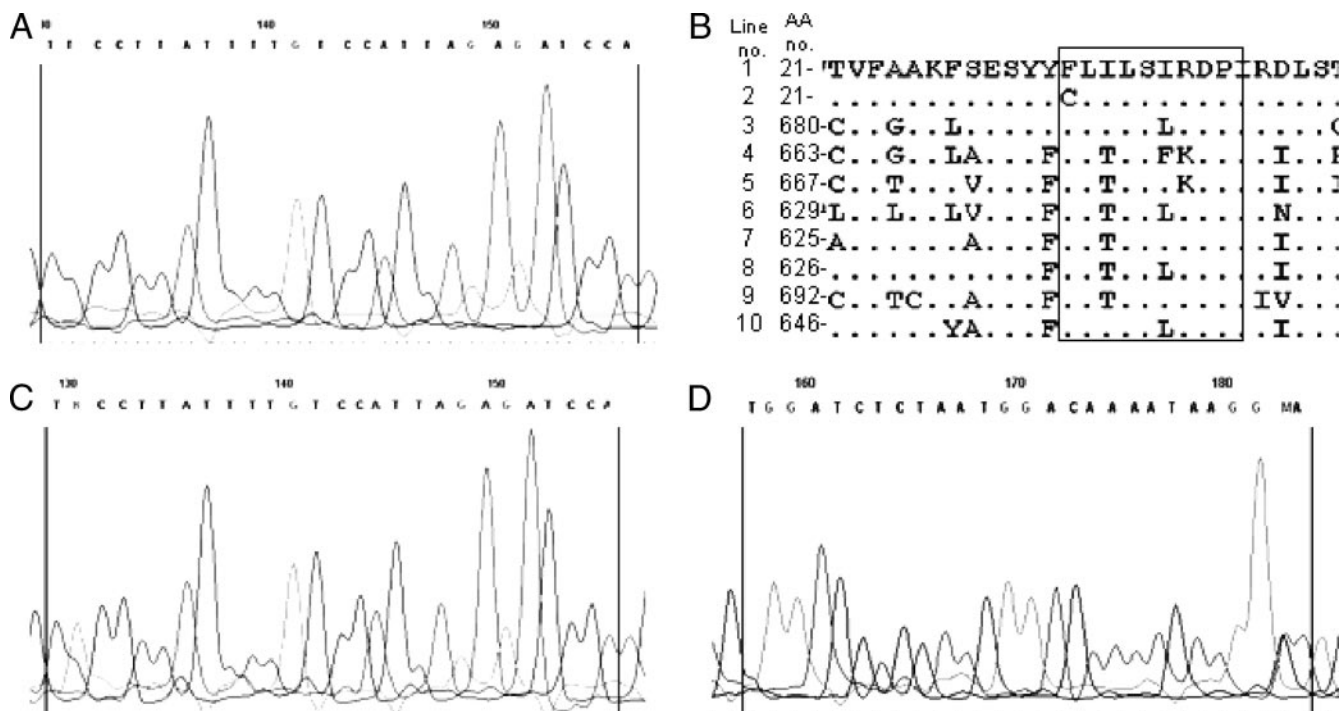 A
140 150
T T C C T T A T T T T G T C C A T T A G A G A T C C A
B
Line no. AA no.
1 21-'TVFAAKFSESYYFLILSIRDPIRDLST
2 21-............C.............
3 680-C..G..L..........L........
4 663-C..G..LA...F..T..FK....I..
5 667-C..T...V...F..T...K....I..
6 629-L..L..LV...F..T..L.....N..
7 625-A......A...F..T........I..
8 626-...........F..T..L.....I..
9 692-C..TC..A...F..T.......IV..
10 646-......YA...F.....L.....I..
C
130 140 150
T K C C T T A T T T T G T C C A T T A G A G A T C C A
D
160 170 180
T G G A T C T C T A A T G G A C A A A A T A A G G M A